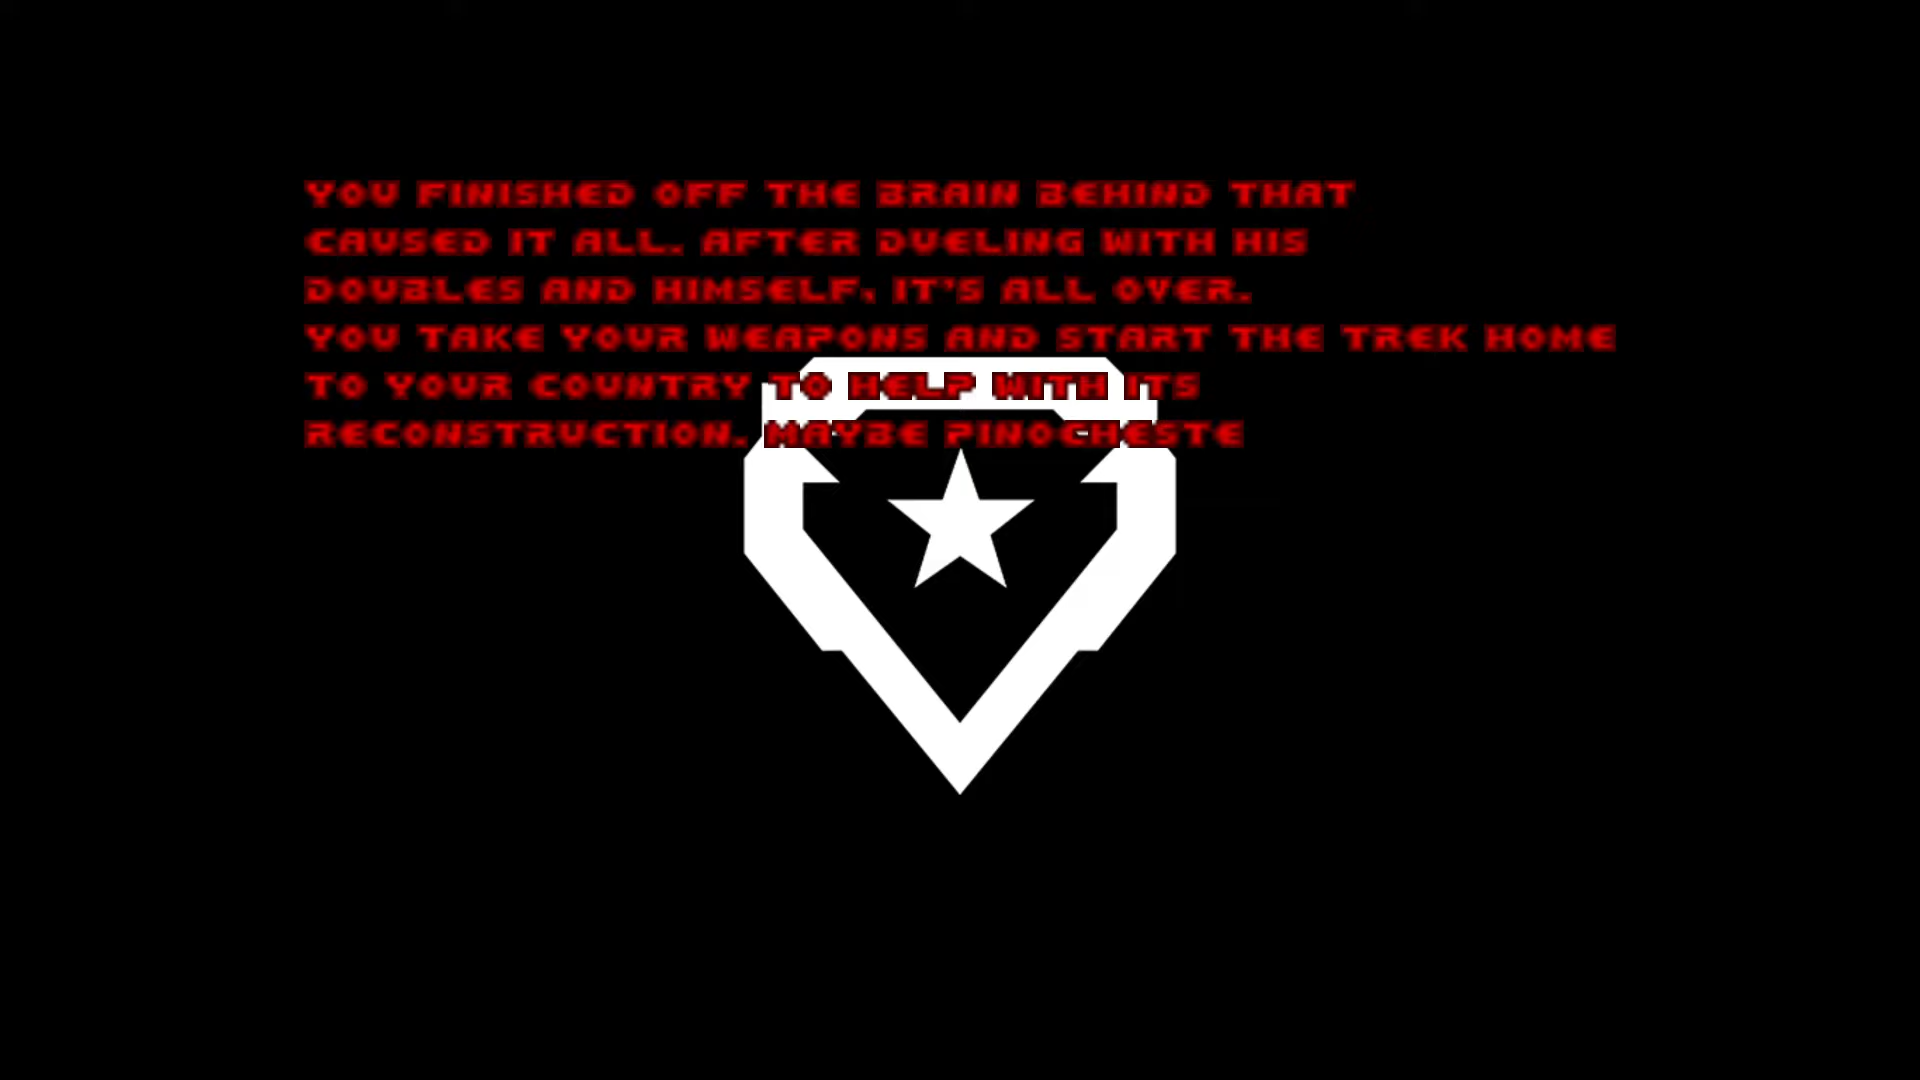 YOU FINISHED OFF THE BRAIN BEHIND THAT
CAUSED IT ALL. AFTER DUELING WITH HIS
DOUBLES AND HIMSELF, IT'S ALL OVER.
YOU TAKE YOUR WEAPONS AND START THE TREK HOME
TO YOUR COUNTRY TO HELP WITH ITS
RECONSTRUCTION. MAYBE PINOCHESTE